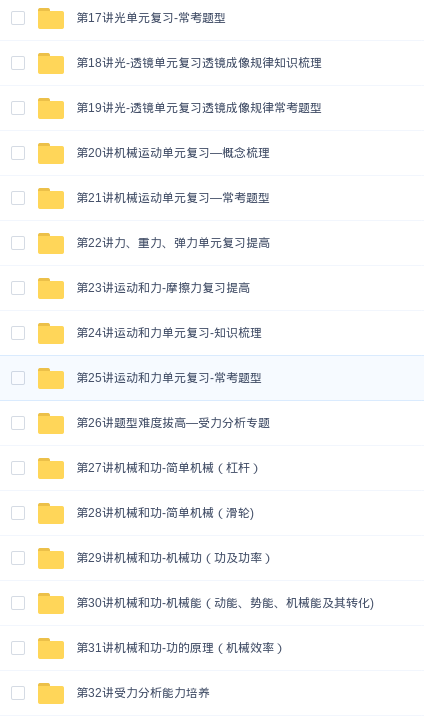 第17讲光单元复习-常考题型
第18讲光-透镜单元复习透镜成像规律知识梳理
第19讲光-透镜单元复习透镜成像规律常考题型
第20讲机械运动单元复习—概念梳理
第21讲机械运动单元复习—常考题型
第22讲力、重力、弹力单元复习提高
第23讲运动和力-摩擦力复习提高
第24讲运动和力单元复习-知识梳理
第25讲运动和力单元复习-常考题型
第26讲题型难度拔高—受力分析专题
第27讲机械和功-简单机械（杠杆）
第28讲机械和功-简单机械（滑轮)
第29讲机械和功-机械功（功及功率）
第30讲机械和功-机械能（动能、势能、机械能及其转化)
第31讲机械和功-功的原理（机械效率）
第32讲受力分析能力培养